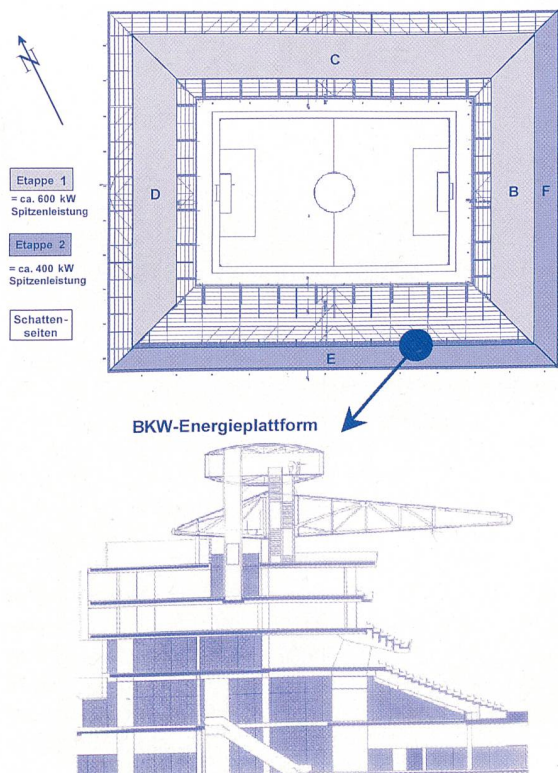 N
C
D
B
F
E
Etappe 1
= ca. 600 kW
Spitzenleistung
Etappe 2
= ca. 400 kW
Spitzenleistung
Schatten-
seiten
BKW-Energieplattform